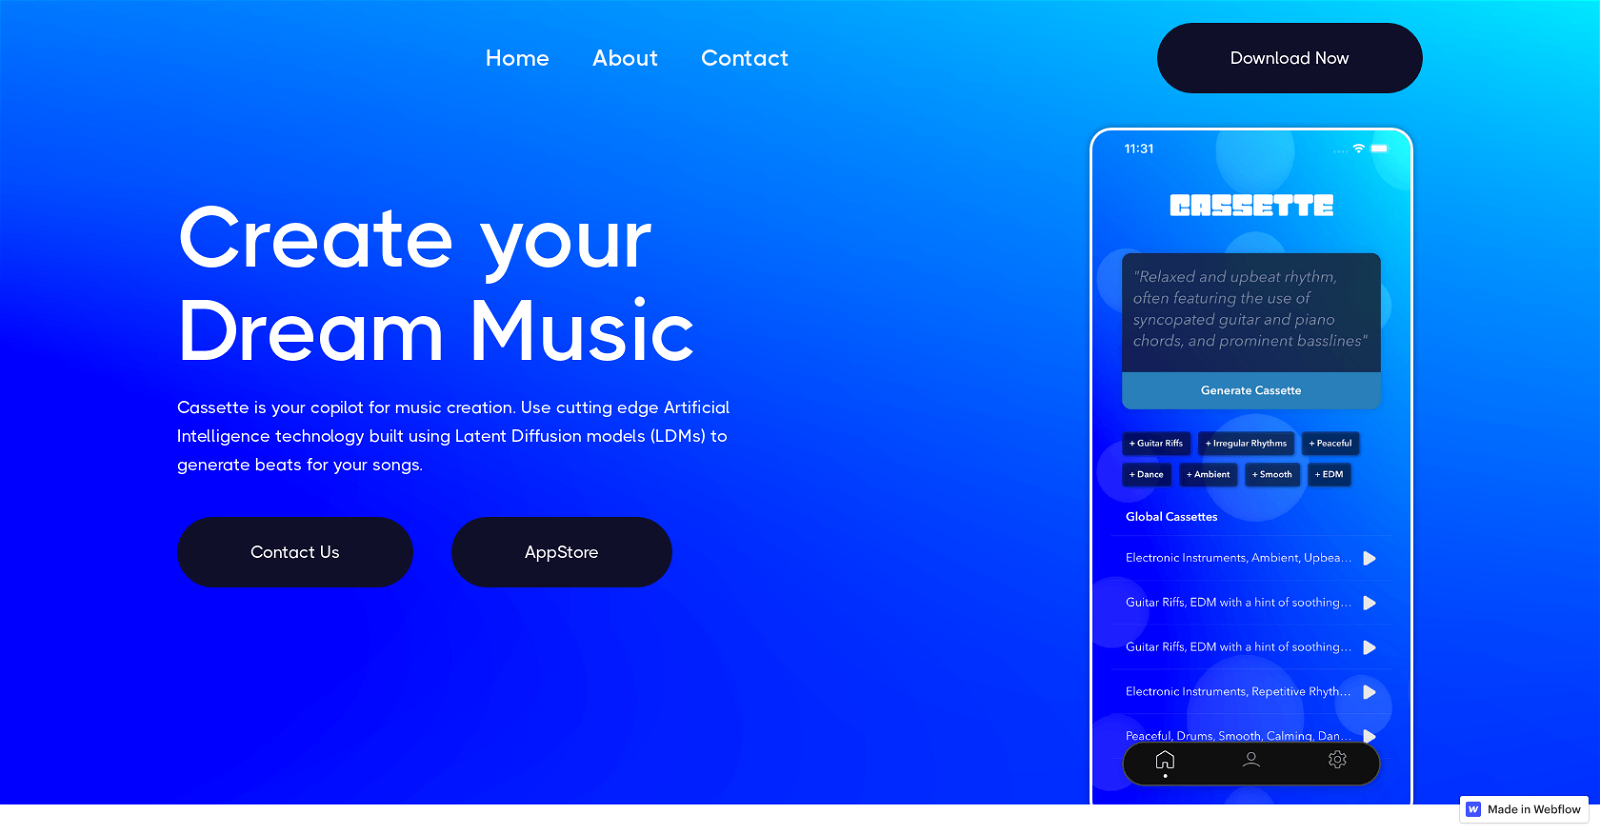 Home About Contact Download Now
Create your
Dream Music
Cassette is your copilot for music creation. Use cutting edge Artificial
Intelligence technology built using Latent Diffusion models (LDMs) to
generate beats for your songs.
Contact Us AppStore
11:31
CASSETTE
"Relaxed and upbeat rhythm,
often featuring the use of
syncopated guitar and piano
chords, and prominent basslines"
Generate Cassette
+ Guitar Riffs + Irregular Rhythms + Peaceful
+ Dance + Ambient + Smooth + EDM
Global Cassettes
Electronic Instruments, Ambient, Upbea...
Guitar Riffs, EDM with a hint of soothing...
Guitar Riffs, EDM with a hint of soothing...
Electronic Instruments, Repetitive Rhyth...
Peaceful, Drums, Smooth, Calming, Dan...
Made in Webflow